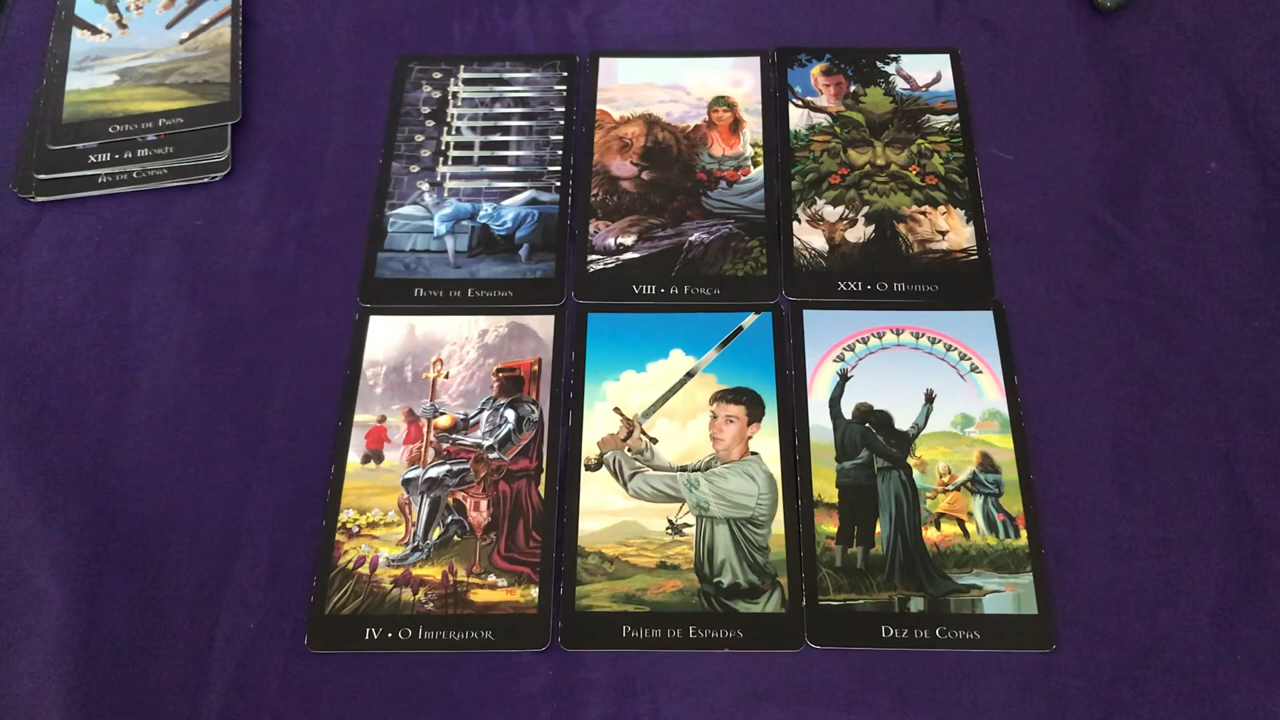 Oito de Paus
XIII • A Morte
Ás de Copas
Nove de Espadas
VIII • A Força
XXI • O Mundo
IV • O Imperador
Pajem de Espadas
Dez de Copas